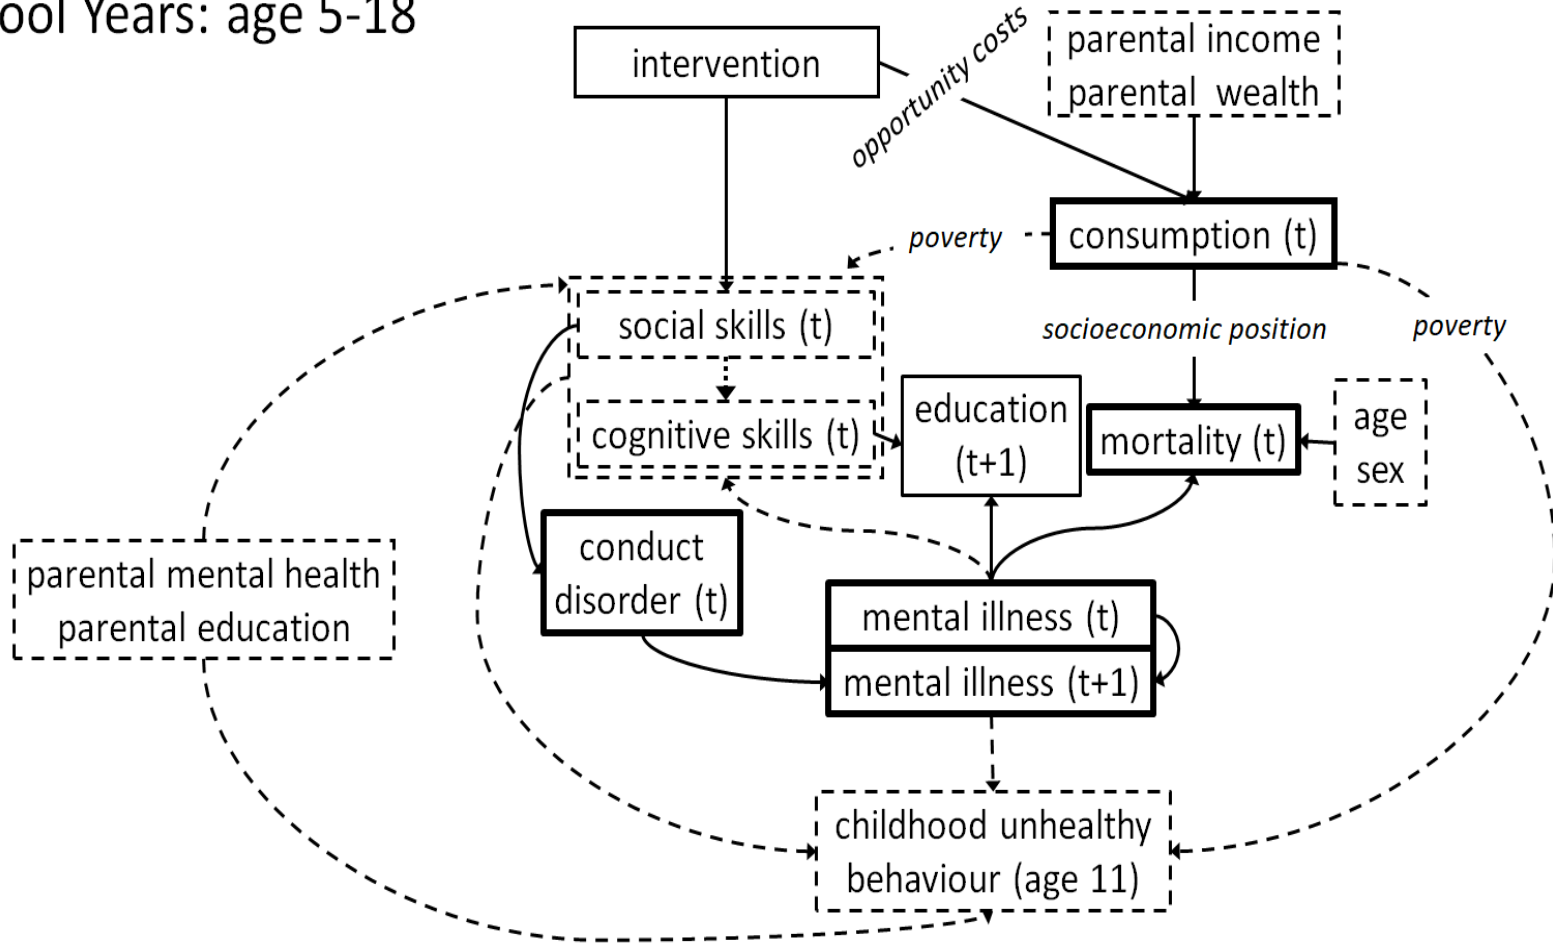 ool Years: age 5-18
intervention
opportunity costs
parental income
parental wealth
poverty
consumption (t)
social skills (t)
socioeconomic position
poverty
cognitive skills (t)
education
(t+1)
mortality (t)
age
sex
conduct
disorder (t)
parental mental health
parental education
mental illness (t)
mental illness (t+1)
childhood unhealthy
behaviour (age 11)